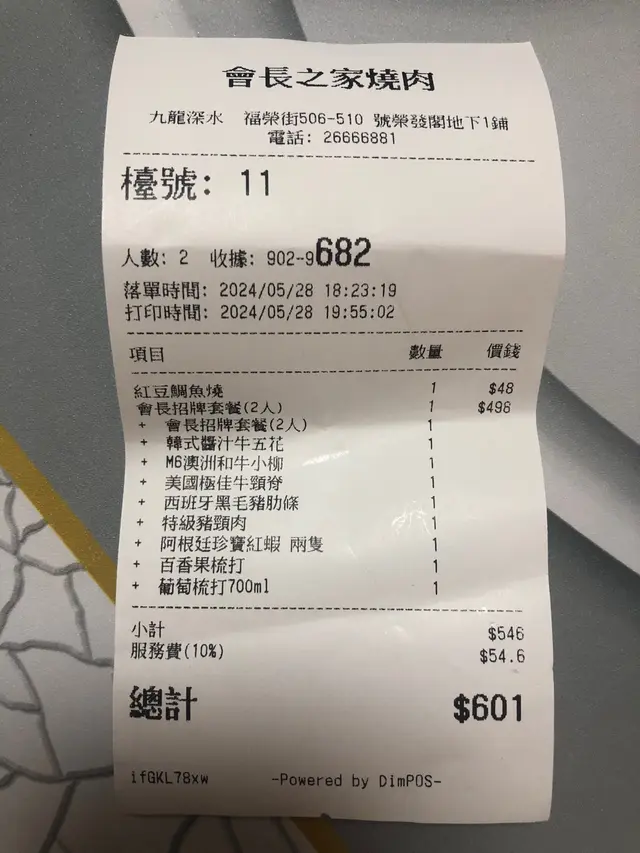 會長之家燒肉
九龍深水 福榮街506-510 號榮發閣地下1鋪
電話: 26666881
檯號: 11
人數: 2 收據: 902-9682
落單時間: 2024/05/28 18:23:19
打印時間: 2024/05/28 19:55:02
項目 數量 價錢
紅豆鯛魚燒 1 $48
會長招牌套餐(2人) 1 $498
+ 會長招牌套餐(2人) 1
+ 韓式醬汁牛五花 1
+ M6澳洲和牛小柳 1
+ 美國極佳牛頸脊 1
+ 西班牙黑毛豬肋條 1
+ 特級豬頸肉 1
+ 阿根廷珍寶紅蝦 兩隻 1
+ 百香果梳打 1
+ 葡萄梳打700ml 1
小計 $546
服務費(10%) $54.6
總計 $601
ifGKL78xw -Powered by DimPOS-